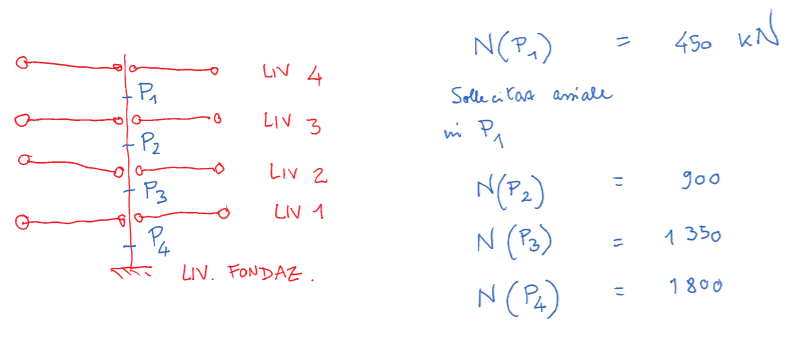 LIV 4
P1
LIV 3
P2
LIV 2
P3
LIV 1
P4
LIV. FONDAZ.
N(P1) = 450 kN
Sollecitaz assiale
in P1
N(P2) = 900
N(P3) = 1350
N(P4) = 1800